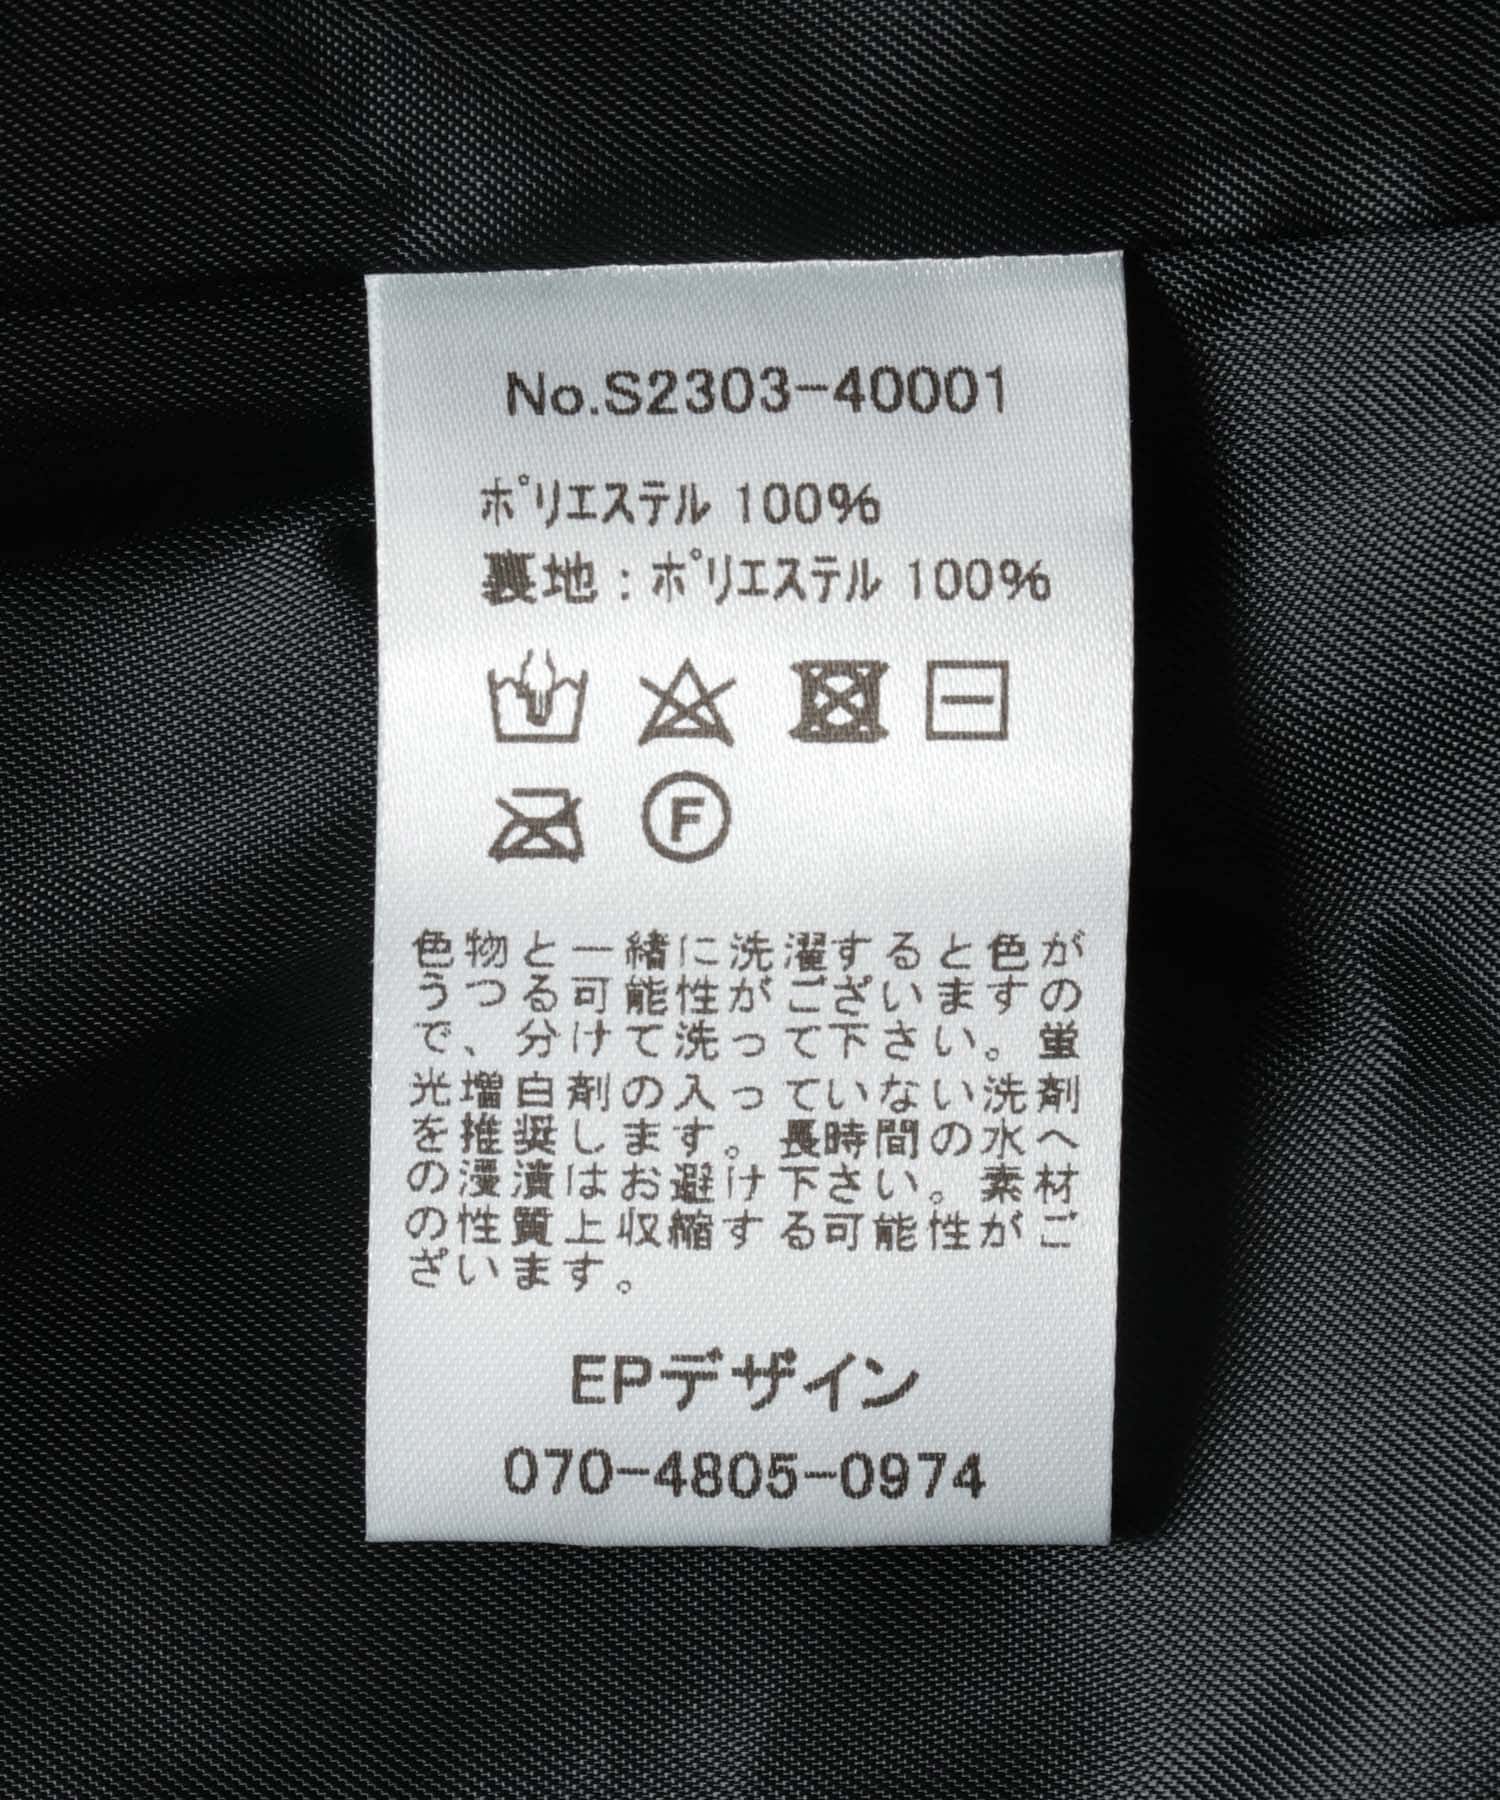 No.S2303-40001
ポリエステル 100%
裏地：ポリエステル 100%
F
色物と一緒に洗濯すると色が
うつる可能性がございますの
で、分けて洗って下さい。蛍
光増白剤の入っていない洗剤
を推奨します。長時間の水へ
の浸漬はお避け下さい。素材
の性質上収縮する可能性がご
ざいます。
EPデザイン
070-4805-0974